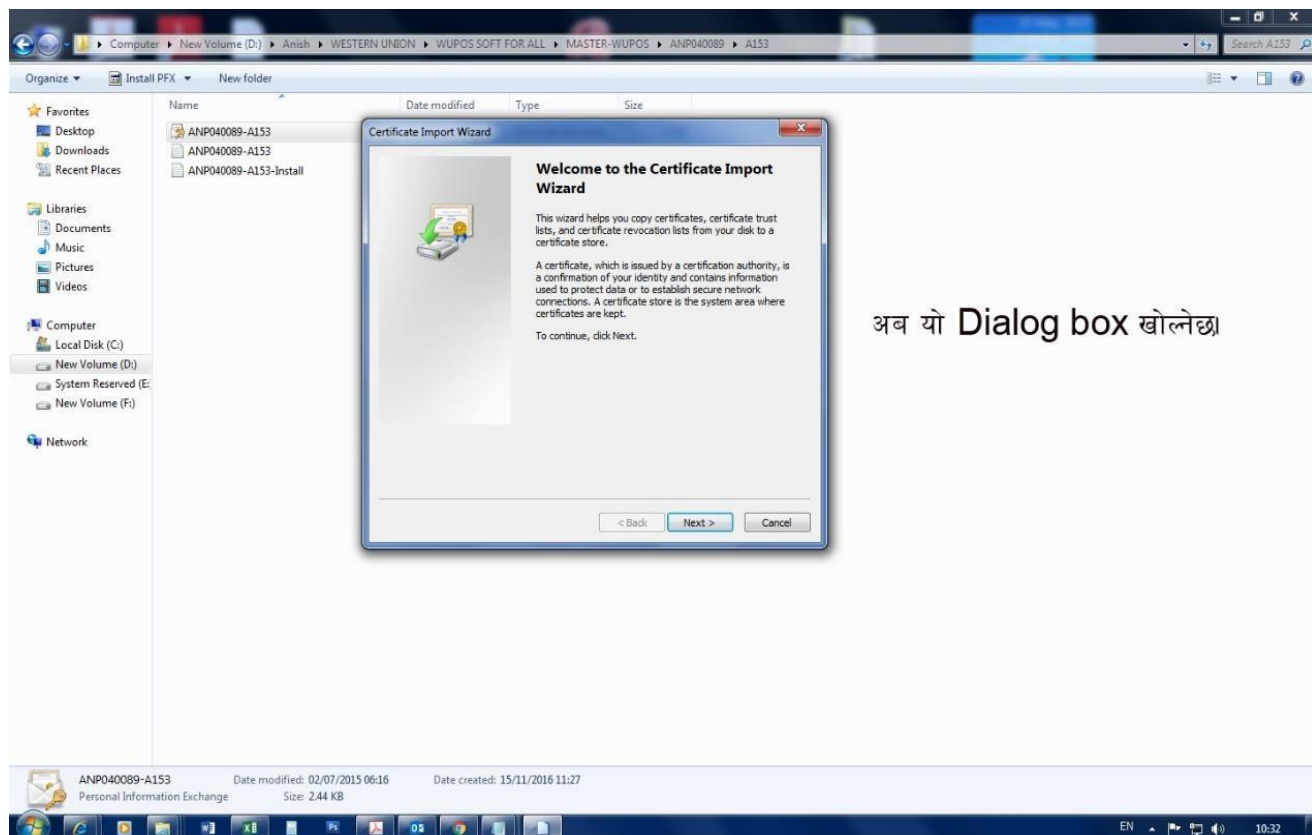 Computer ▸ New Volume (D:) ▸ Anish ▸ WESTERN UNION ▸ WUPOS SOFT FOR ALL ▸ MASTER-WUPOS ▸ ANP040089 ▸ A153
Search A153
Organize ▾ Install PFX ▾ New folder
Favorites
Desktop
Downloads
Recent Places
Libraries
Documents
Music
Pictures
Videos
Computer
Local Disk (C:)
New Volume (D:)
System Reserved (E:
New Volume (F:)
Network
Name Date modified Type Size
ANP040089-A153
ANP040089-A153
ANP040089-A153-Install
Certificate Import Wizard
Welcome to the Certificate Import
Wizard
This wizard helps you copy certificates, certificate trust
lists, and certificate revocation lists from your disk to a
certificate store.
A certificate, which is issued by a certification authority, is
a confirmation of your identity and contains information
used to protect data or to establish secure network
connections. A certificate store is the system area where
certificates are kept.
To continue, click Next.
< Back Next > Cancel
अब यो Dialog box खोल्नेछ।
ANP040089-A153 Date modified: 02/07/2015 06:16 Date created: 15/11/2016 11:27
Personal Information Exchange Size: 2.44 KB
EN 10:32